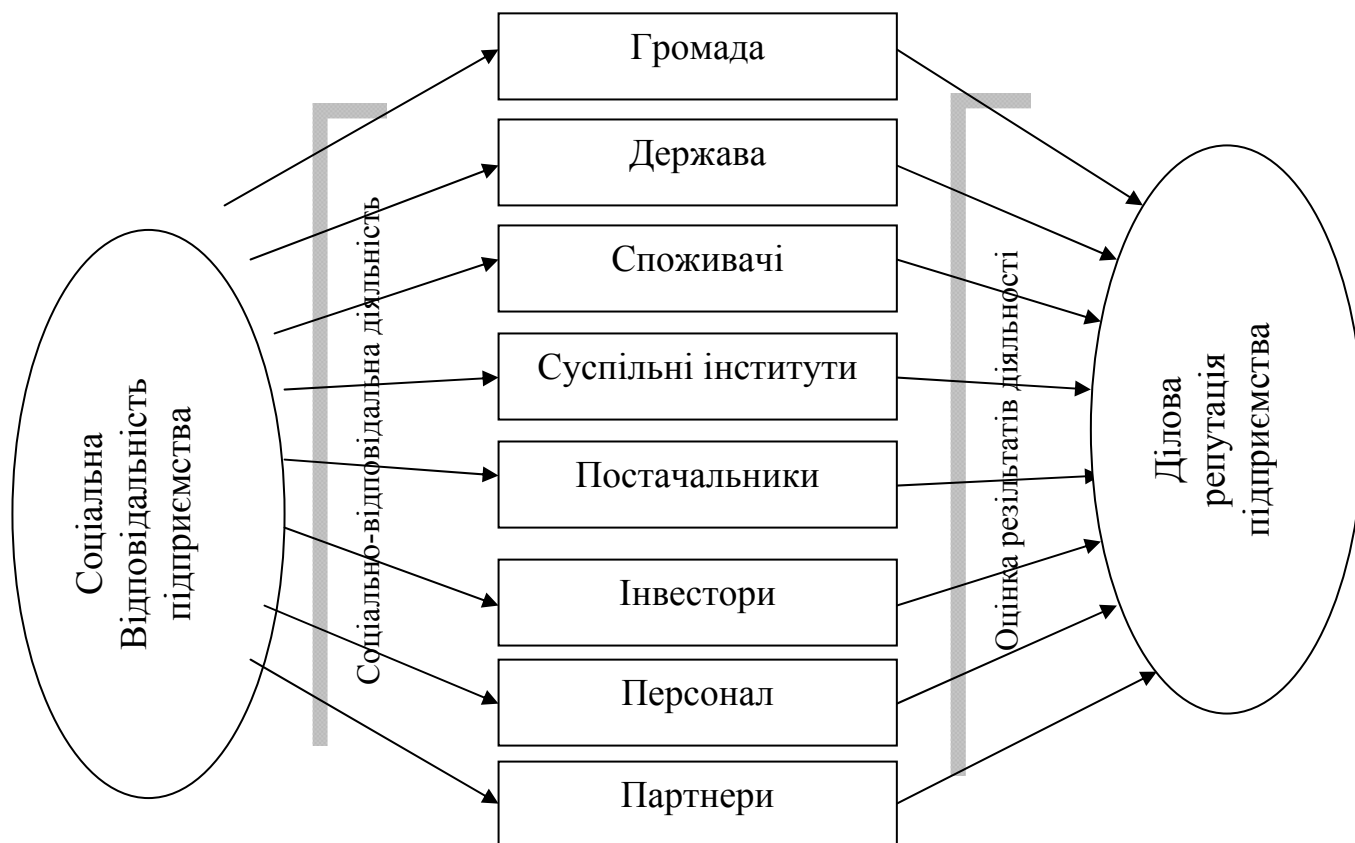 Соціальна
Відповідальність
підприємства
Соціально-відповідальна діяльність
Громада
Держава
Споживачі
Суспільні інститути
Постачальники
Інвестори
Персонал
Партнери
Оцінка резільтатів діяльності
Ділова
репутація
підприємства